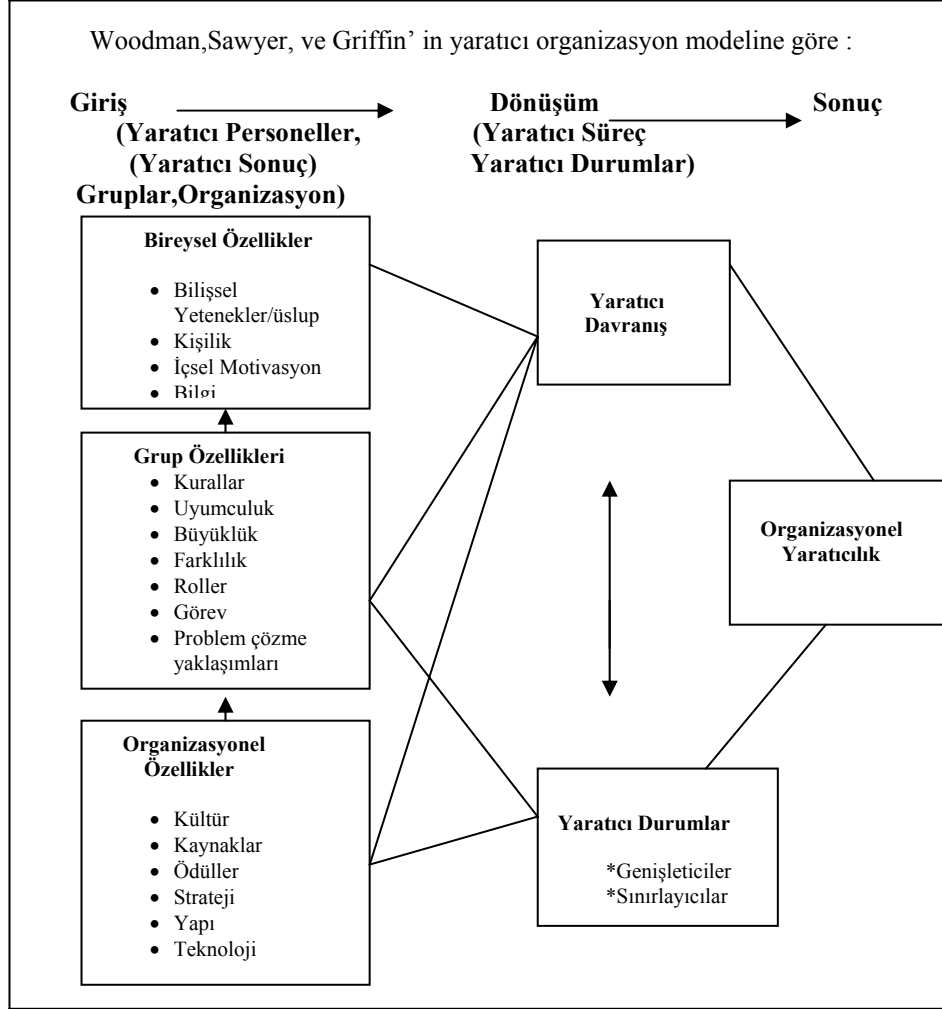 Woodman,Sawyer, ve Griffin’ in yaratıcı organizasyon modeline göre :
Giriş Dönüşüm Sonuç
(Yaratıcı Personeller, (Yaratıcı Süreç
(Yaratıcı Sonuç) Yaratıcı Durumlar)
Gruplar,Organizasyon)
Bireysel Özellikler
• Bilişsel
Yetenekler/üslup
• Kişilik
• İçsel Motivasyon
• Bilgi
Grup Özellikleri
• Kurallar
• Uyumculuk
• Büyüklük
• Farklılık
• Roller
• Görev
• Problem çözme
yaklaşımları
Organizasyonel
Özellikler
• Kültür
• Kaynaklar
• Ödüller
• Strateji
• Yapı
• Teknoloji
Yaratıcı
Davranış
Yaratıcı Durumlar
*Genişleticiler
*Sınırlayıcılar
Organizasyonel
Yaratıcılık